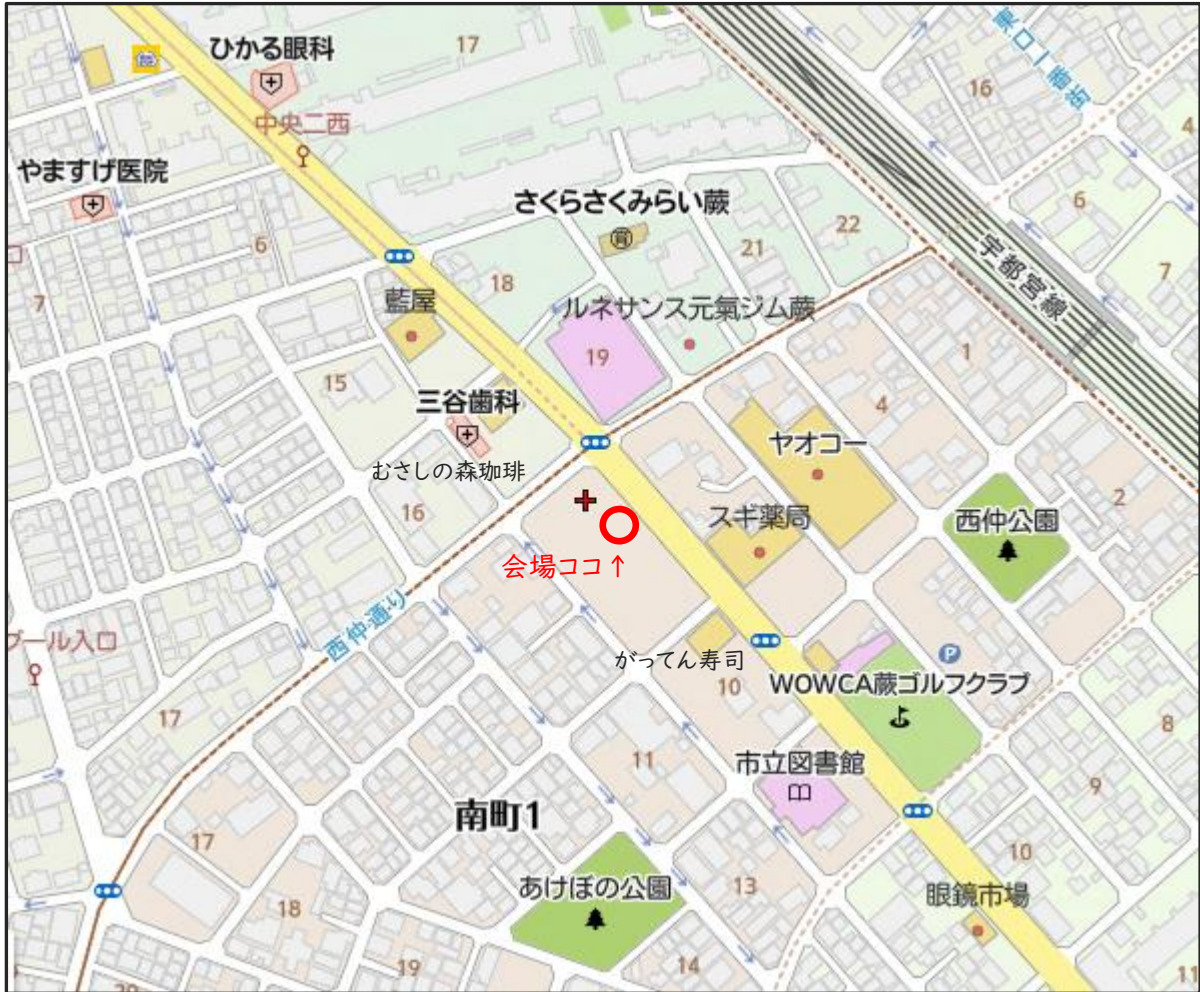 ひかる眼科
17
東口一番街
16
4
中央二西
やますげ医院
さくらさくみらい蕨
6
22
21
6
7
7
宇都宮線
18
藍屋
ルネサンス元氣ジム蕨
19
1
15
4
三谷歯科
ヤオコー
むさしの森珈琲
2
16
スギ薬局
西仲公園
会場ココ↑
西仲通り
プール入口
がってん寿司
P
10
WOWCA蕨ゴルフクラブ
17
8
11
市立図書館
9
南町1
17
10
あけぼの公園
13
眼鏡市場
18
19
14
11